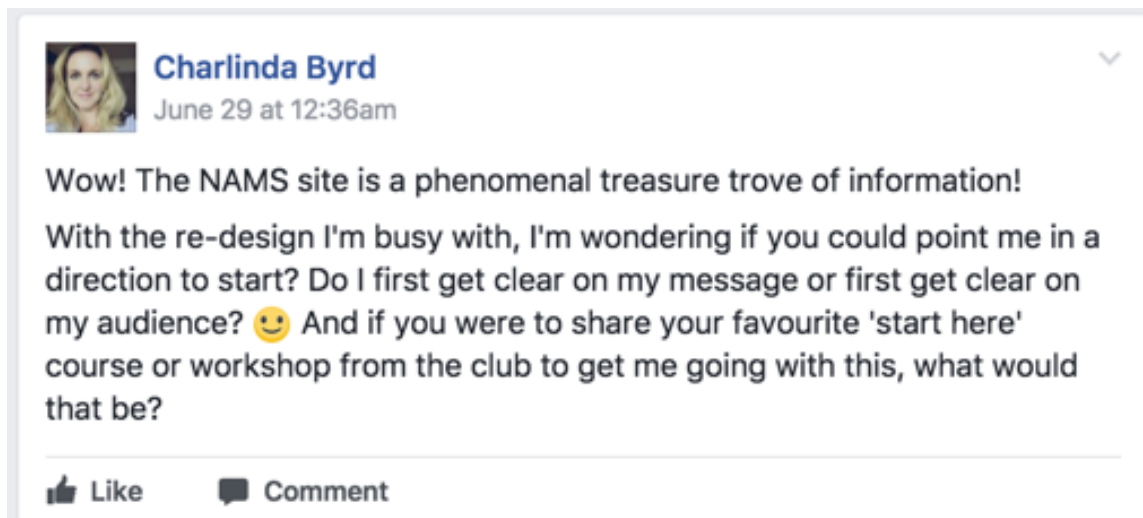 Charlinda Byrd
June 29 at 12:36am
Wow! The NAMS site is a phenomenal treasure trove of information!
With the re-design I'm busy with, I'm wondering if you could point me in a
direction to start? Do I first get clear on my message or first get clear on
my audience? 🙂 And if you were to share your favourite 'start here'
course or workshop from the club to get me going with this, what would
that be?
Like Comment